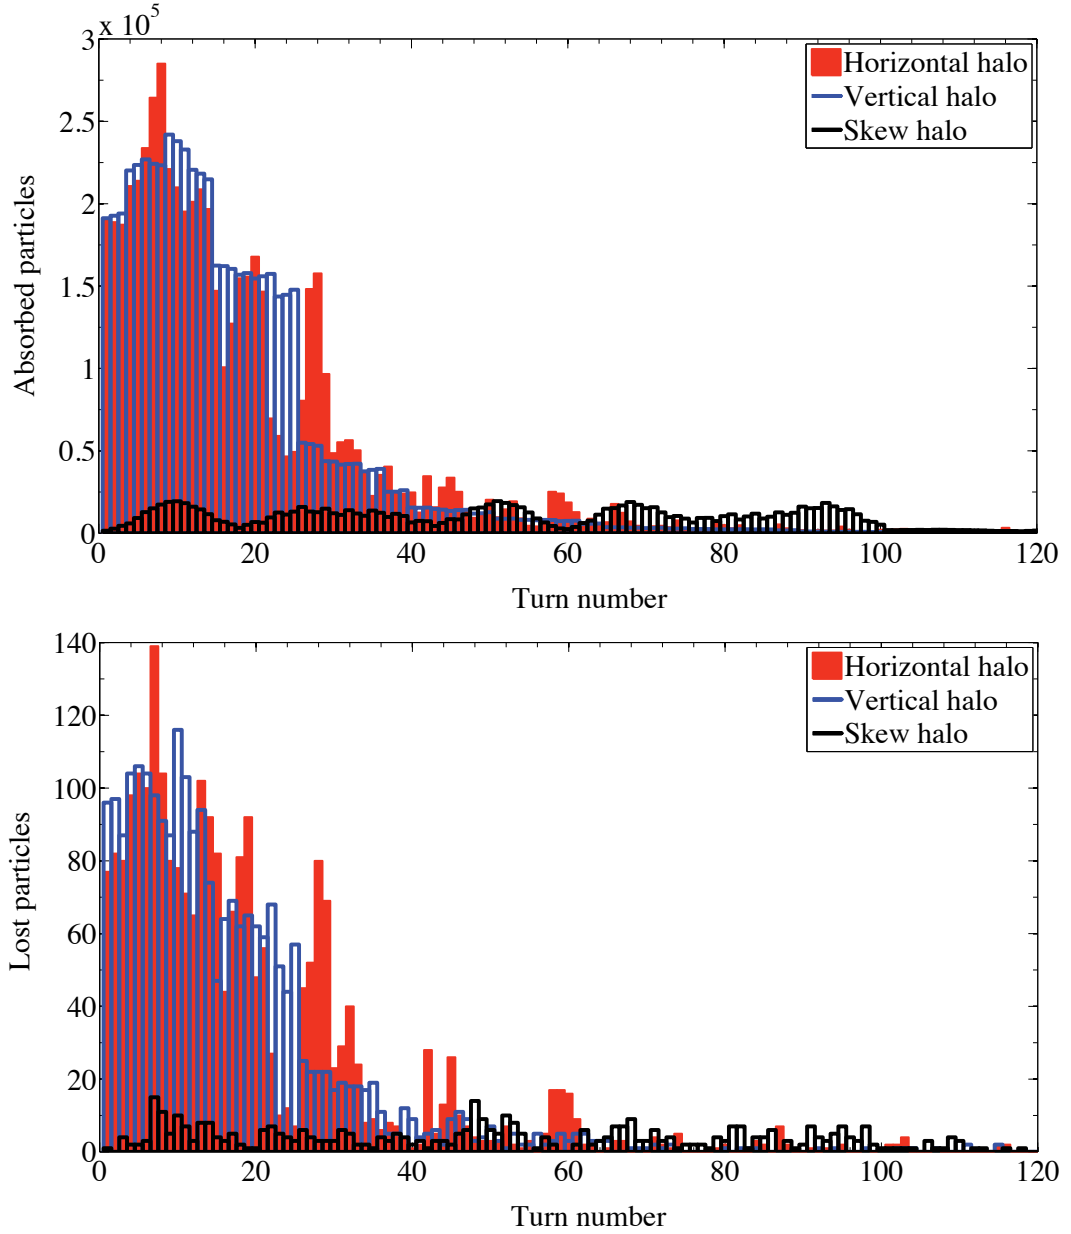 x 10^5
3
2.5
2
1.5
1
0.5
0
Absorbed particles
Horizontal halo
Vertical halo
Skew halo
0 20 40 60 80 100 120
Turn number
140
120
100
80
60
40
20
0
Lost particles
Horizontal halo
Vertical halo
Skew halo
0 20 40 60 80 100 120
Turn number